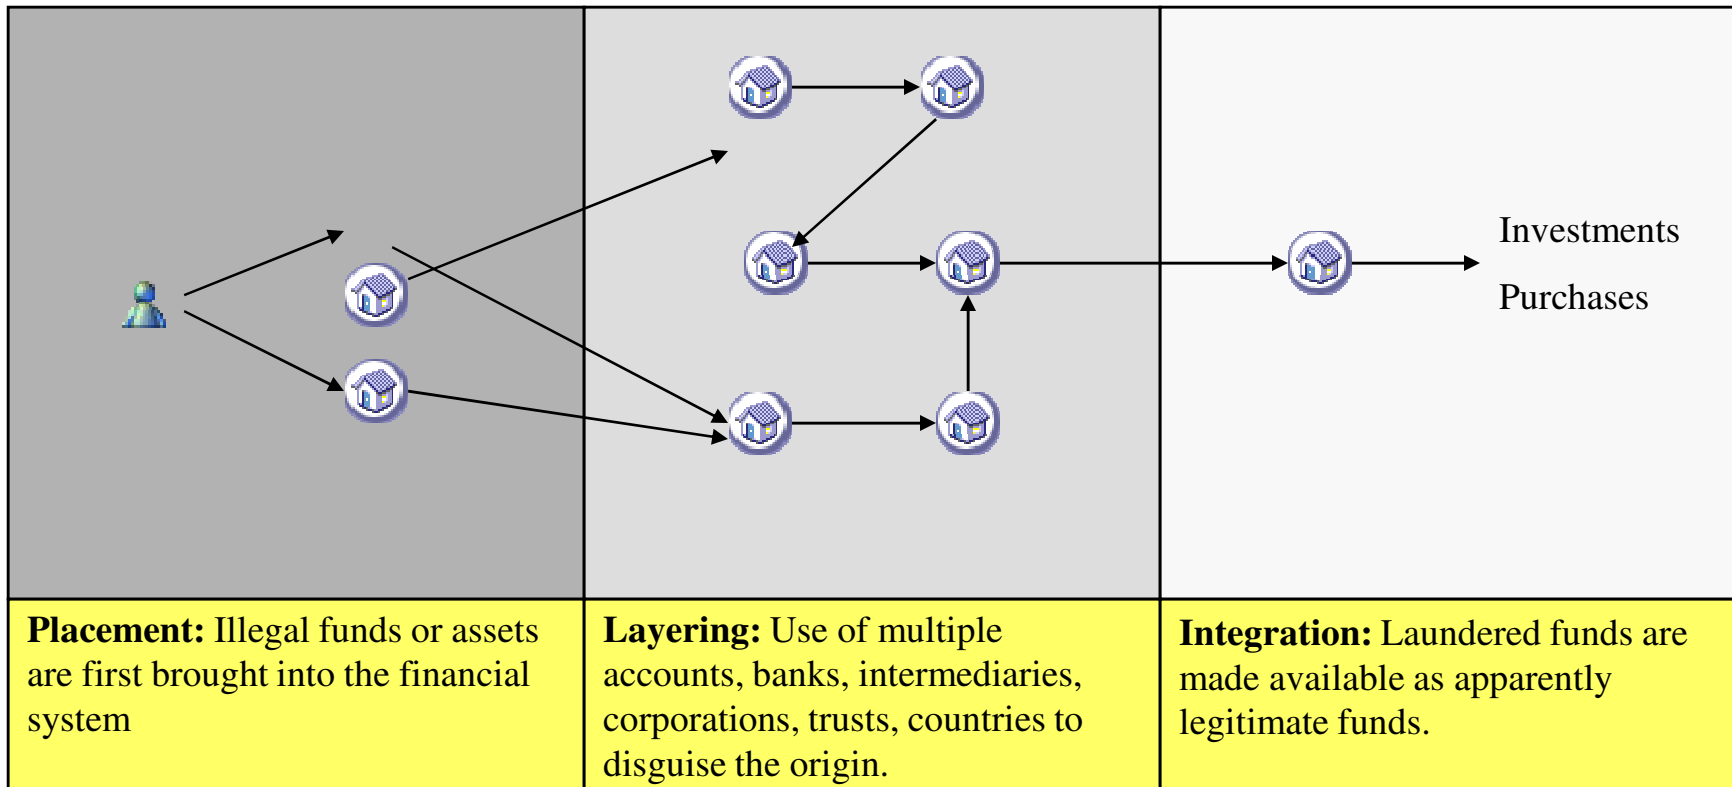 Investments
Purchases
Placement: Illegal funds or assets
are first brought into the financial
system
Layering: Use of multiple
accounts, banks, intermediaries,
corporations, trusts, countries to
disguise the origin.
Integration: Laundered funds are
made available as apparently
legitimate funds.